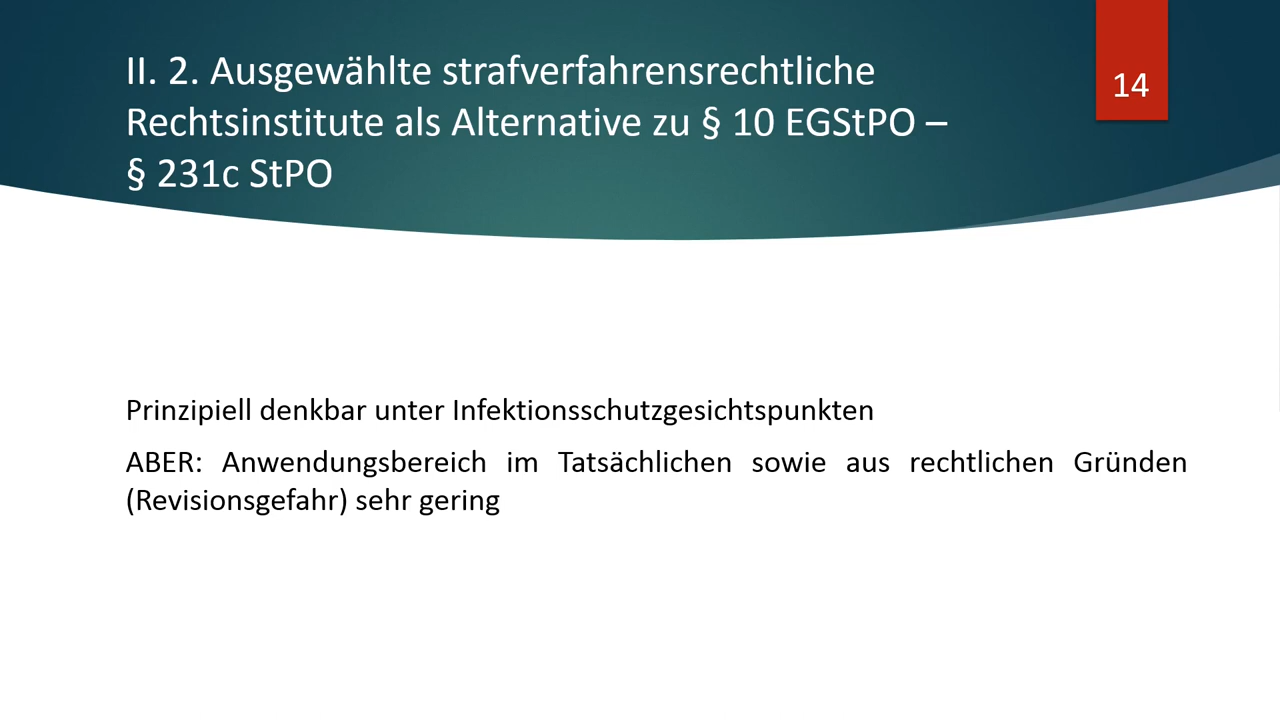 II. 2. Ausgewählte strafverfahrensrechtliche
Rechtsinstitute als Alternative zu § 10 EGStPO –
§ 231c StPO
14
Prinzipiell denkbar unter Infektionsschutzgesichtspunkten
ABER: Anwendungsbereich im Tatsächlichen sowie aus rechtlichen Gründen
(Revisionsgefahr) sehr gering